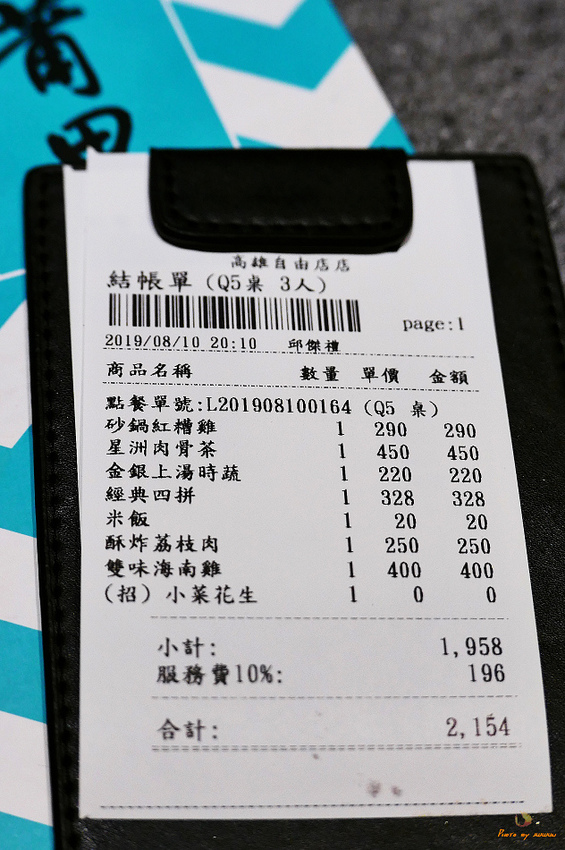 莆田
高雄自由店店
結帳單(Q5桌 3人)
page:1
2019/08/10 20:10 邱傑禮
商品名稱 數量 單價 金額
點餐單號:L201908100164 (Q5 桌)
砂鍋紅糟雞 1 290 290
星洲肉骨茶 1 450 450
金銀上湯時蔬 1 220 220
經典四拼 1 328 328
米飯 1 20 20
酥炸荔枝肉 1 250 250
雙味海南雞 1 400 400
(招) 小菜花生 1 0 0
小計: 1,958
服務費10%: 196
合計: 2,154